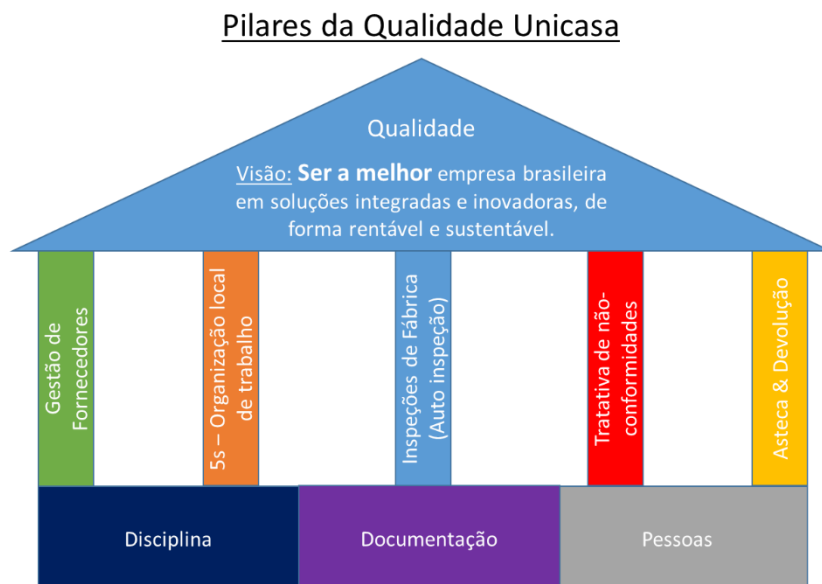 Pilares da Qualidade Unicasa
Qualidade
Visão: Ser a melhor empresa brasileira
em soluções integradas e inovadoras, de
forma rentável e sustentável.
Gestão de
Fornecedores
5s – Organização local
de trabalho
Inspeções de Fábrica
(Auto inspeção)
Tratativa de não-
conformidades
Asteca & Devolução
Disciplina
Documentação
Pessoas